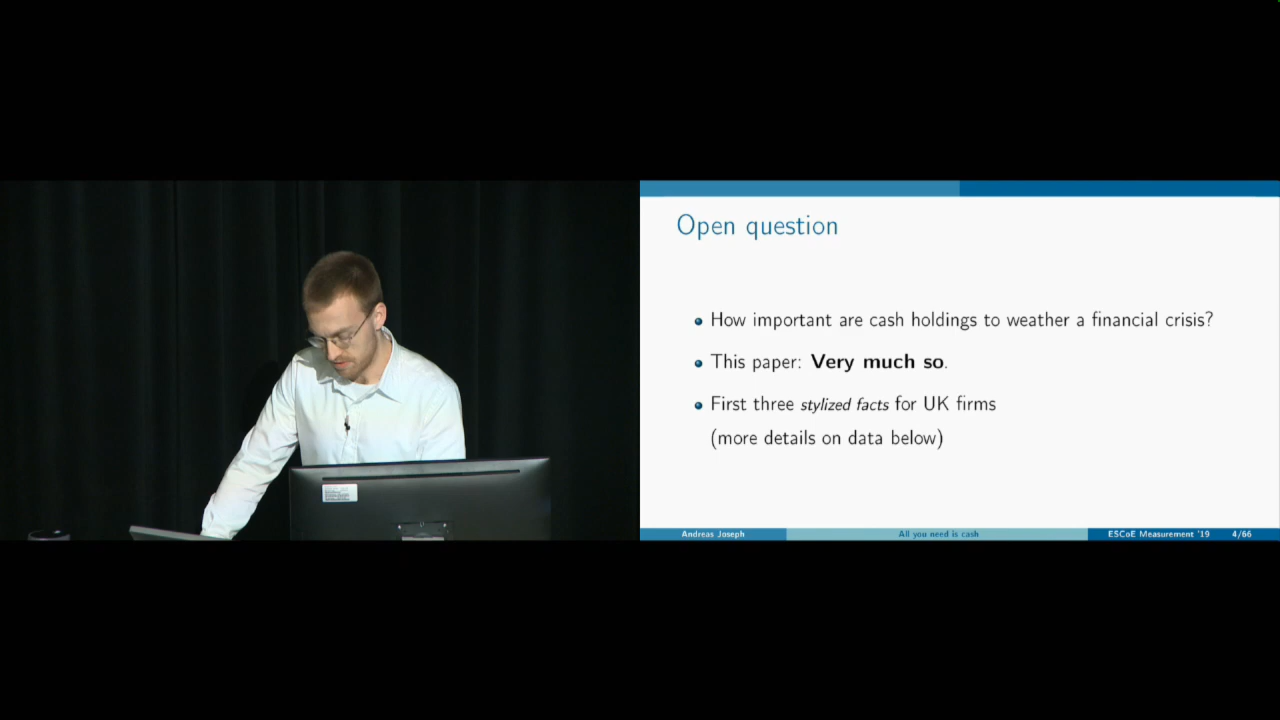 Open question
How important are cash holdings to weather a financial crisis?
This paper: Very much so.
First three stylized facts for UK firms
(more details on data below)
Andreas Joseph
All you need is cash
ESCoE Measurement '19
4/66